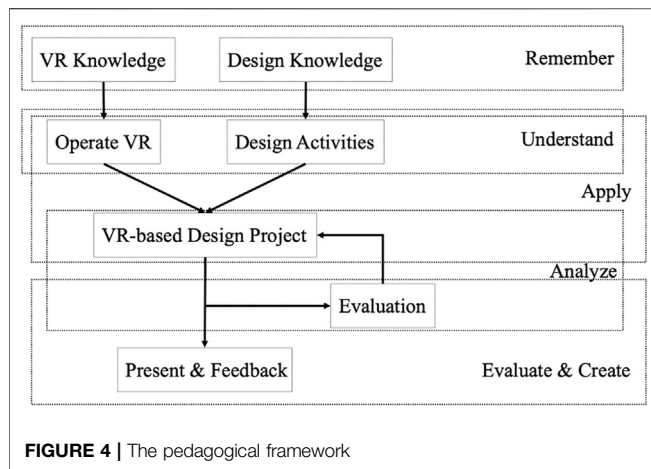 VR Knowledge
Design Knowledge
Remember
Operate VR
Design Activities
Understand
Apply
VR-based Design Project
Analyze
Evaluation
Present & Feedback
Evaluate & Create
FIGURE 4 | The pedagogical framework